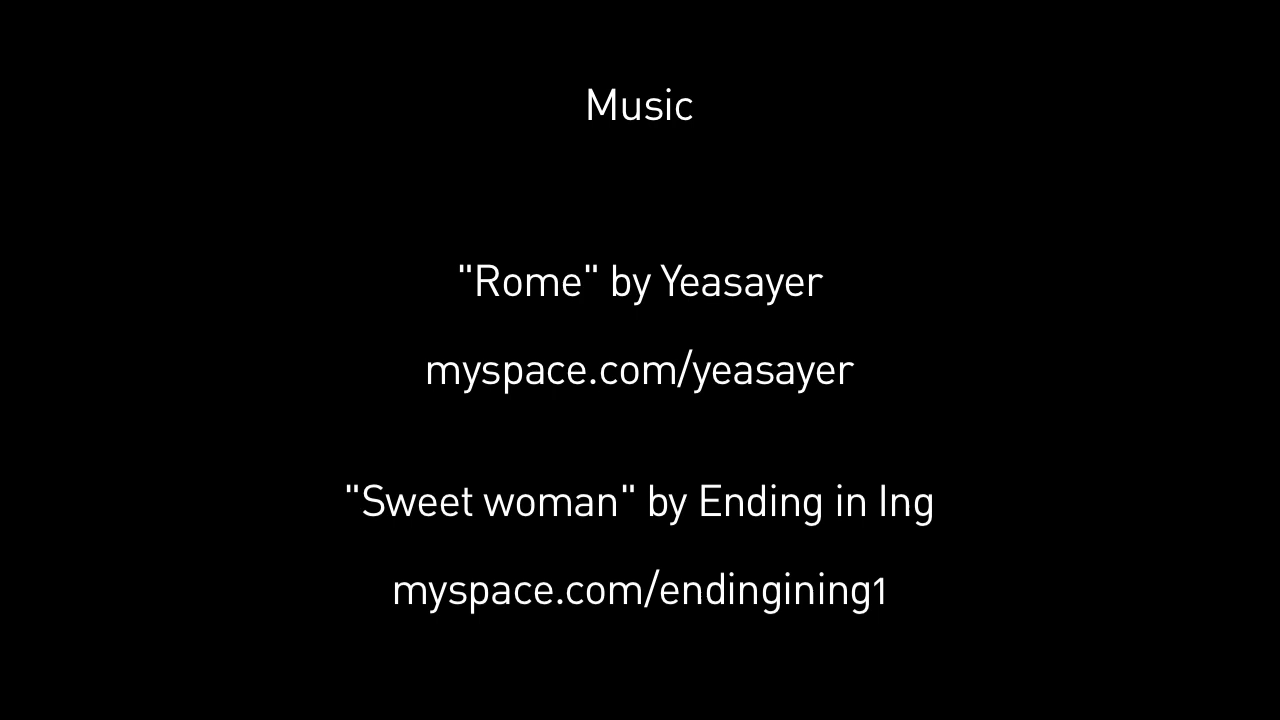 Music
"Rome" by Yeasayer
myspace.com/yeasayer
"Sweet woman" by Ending in Ing
myspace.com/endingining1